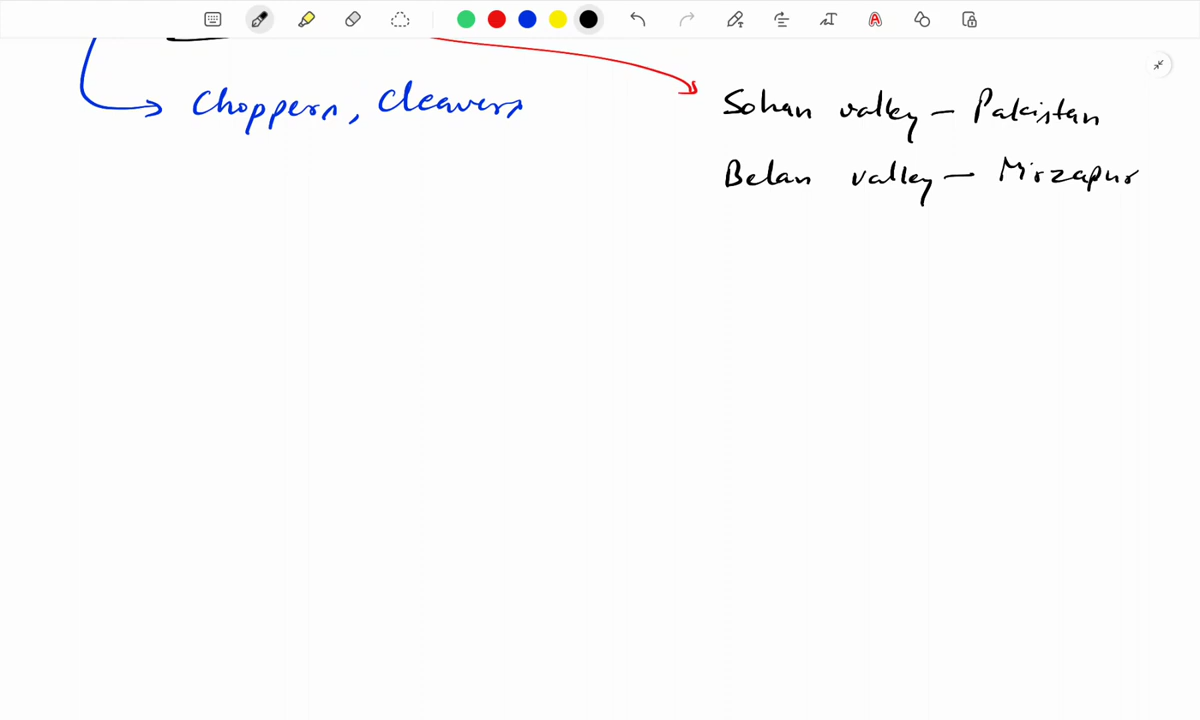 Choppers, Cleavers
Sohan valley — Pakistan
Belan valley — Mirzapur